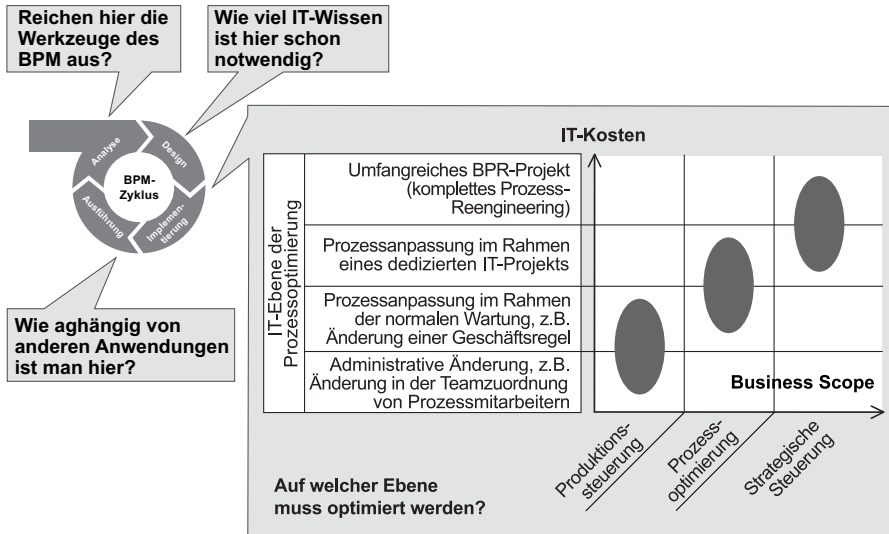 Reichen hier die
Werkzeuge des
BPM aus?
Wie viel IT-Wissen
ist hier schon
notwendig?
Analyse
Design
BPM-
Zyklus
Ausführung
Implemen-
tierung
Wie aghängig von
anderen Anwendungen
ist man hier?
IT-Kosten
IT-Ebene der
Prozessoptimierung
Umfangreiches BPR-Projekt
(komplettes Prozess-
Reengineering)
Prozessanpassung im Rahmen
eines dedizierten IT-Projekts
Prozessanpassung im Rahmen
der normalen Wartung, z.B.
Änderung einer Geschäftsregel
Administrative Änderung, z.B.
Änderung in der Teamzuordnung
von Prozessmitarbeitern
Business Scope
Produktions-
steuerung
Prozess-
optimierung
Strategische
Steuerung
Auf welcher Ebene
muss optimiert werden?